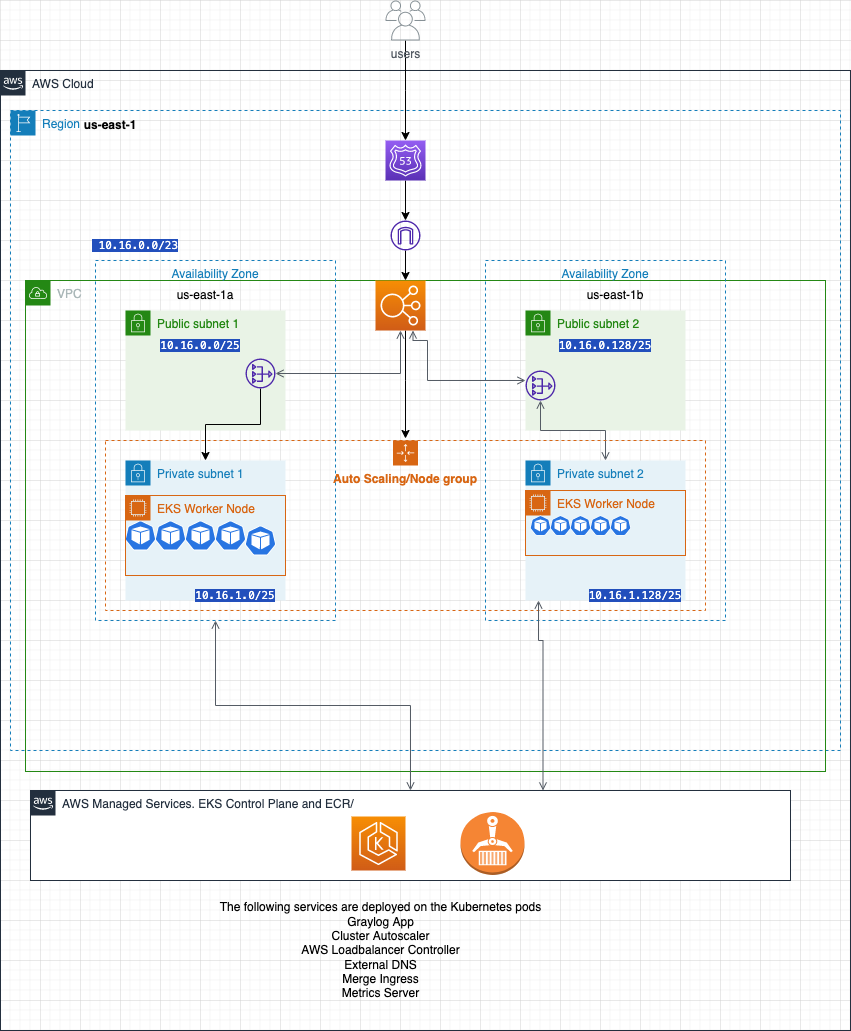 users
aws
AWS Cloud
Region us-east-1
53
10.16.0.0/23
Availability Zone
us-east-1a
Availability Zone
us-east-1b
VPC
Public subnet 1
10.16.0.0/25
Public subnet 2
10.16.0.128/25
Private subnet 1
Auto Scaling/Node group
Private subnet 2
EKS Worker Node
EKS Worker Node
10.16.1.0/25
10.16.1.128/25
aws
AWS Managed Services. EKS Control Plane and ECR/
K
The following services are deployed on the Kubernetes pods
Graylog App
Cluster Autoscaler
AWS Loadbalancer Controller
External DNS
Merge Ingress
Metrics Server